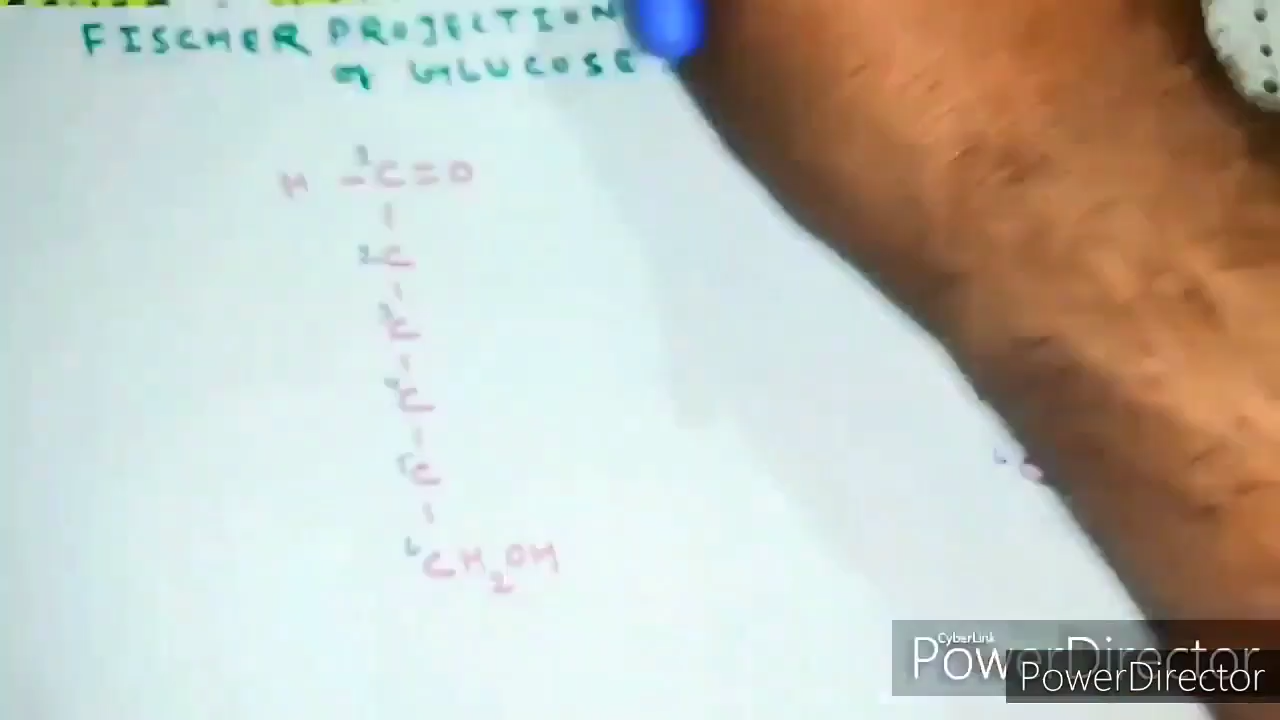 FISCHER PROJECTION
of GLUCOSE
H - 1C = O
2C
3C
4C
5C
6CH2OH
CyberLink
PowerDirector
PowerDirector